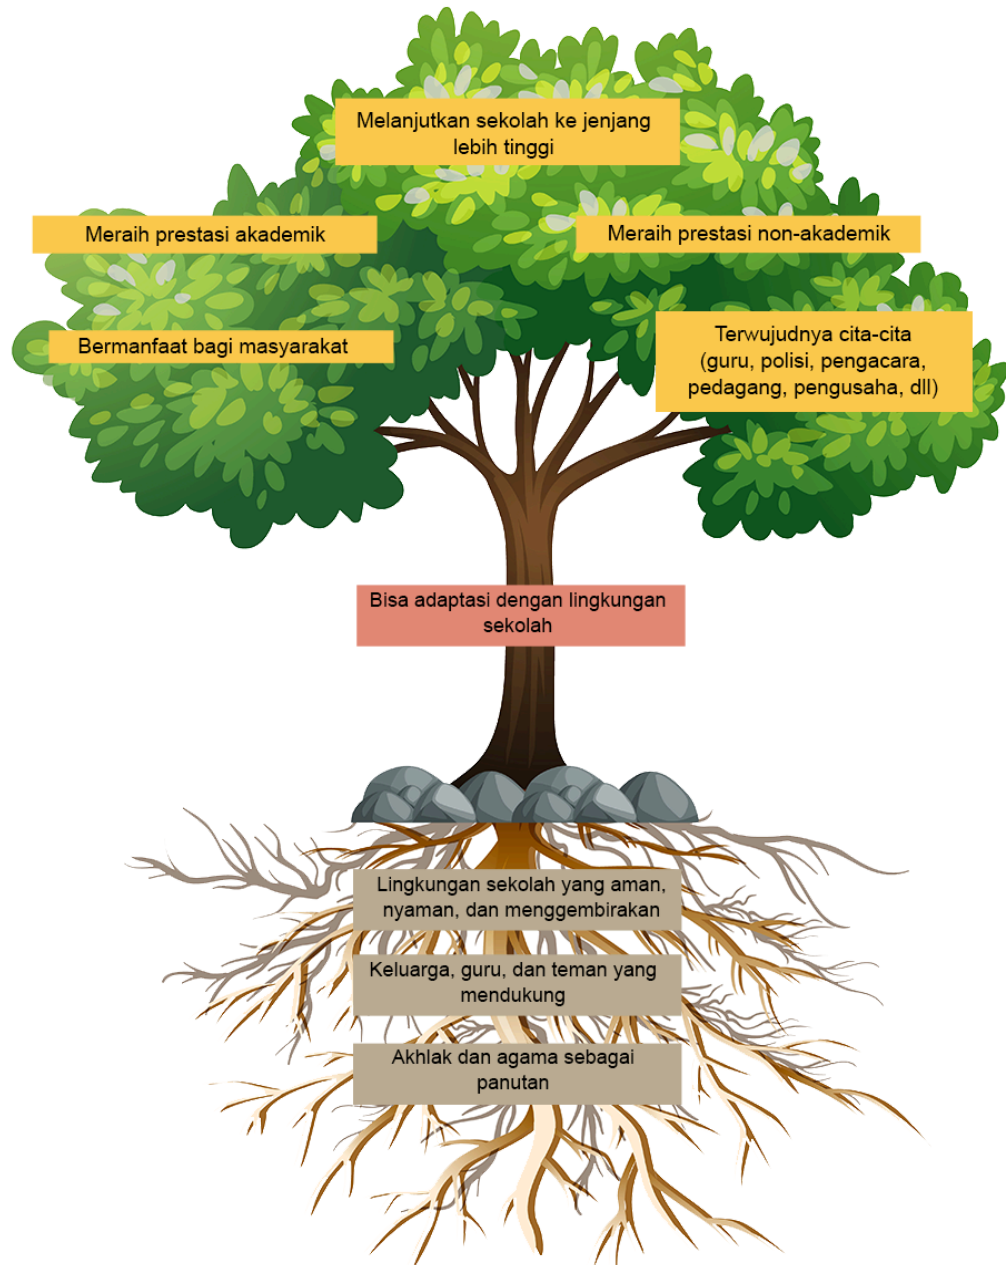 Melanjutkan sekolah ke jenjang
lebih tinggi
Meraih prestasi akademik
Meraih prestasi non-akademik
Bermanfaat bagi masyarakat
Terwujudnya cita-cita
(guru, polisi, pengacara,
pedagang, pengusaha, dll)
Bisa adaptasi dengan lingkungan
sekolah
Lingkungan sekolah yang aman,
nyaman, dan menggembirakan
Keluarga, guru, dan teman yang
mendukung
Akhlak dan agama sebagai
panutan